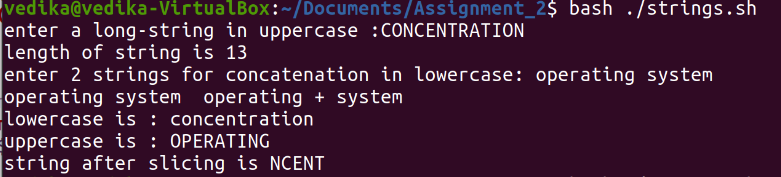 vedika@vedika-VirtualBox:~/Documents/Assignment_2$ bash ./strings.sh
enter a long-string in uppercase :CONCENTRATION
length of string is 13
enter 2 strings for concatenation in lowercase: operating system
operating system  operating + system
lowercase is : concentration
uppercase is : OPERATING
string after slicing is NCENT